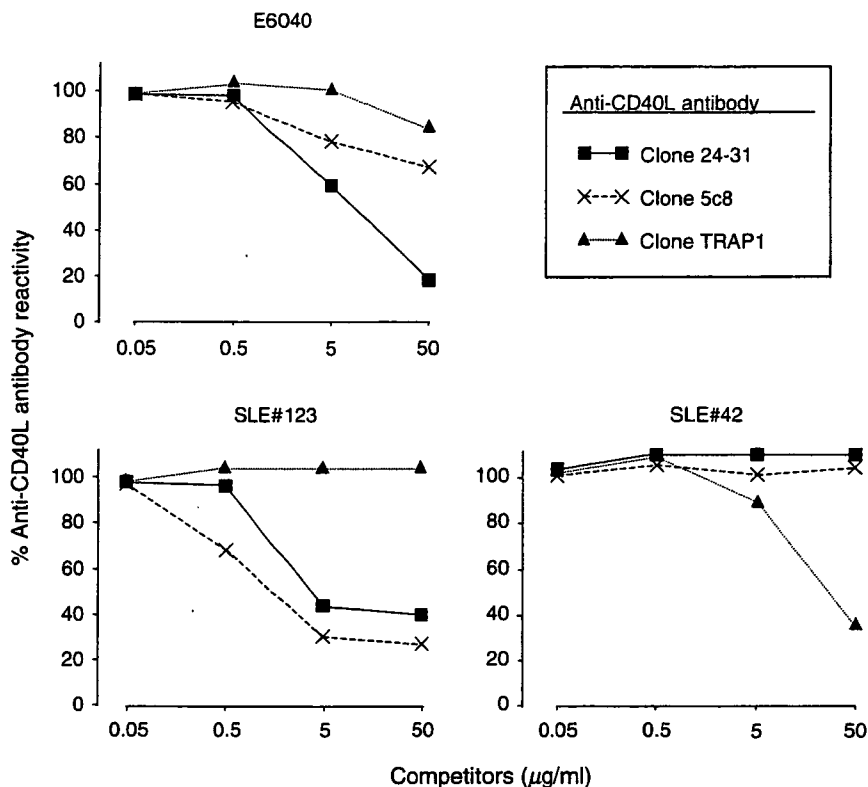 E6040
100
80
60
40
20
0
0.05 0.5 5 50
Anti-CD40L antibody
Clone 24-31
Clone 5c8
Clone TRAP1
% Anti-CD40L antibody reactivity
SLE#123
100
80
60
40
20
0
0.05 0.5 5 50
SLE#42
100
80
60
40
20
0
0.05 0.5 5 50
Competitors (µg/ml)